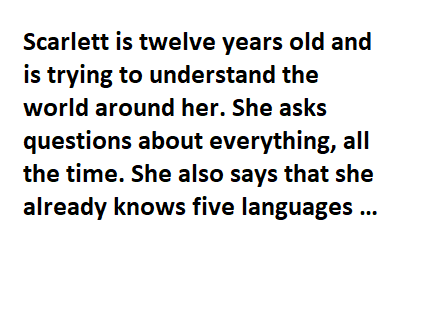 Scarlett is twelve years old and
is trying to understand the
world around her. She asks
questions about everything, all
the time. She also says that she
already knows five languages ...